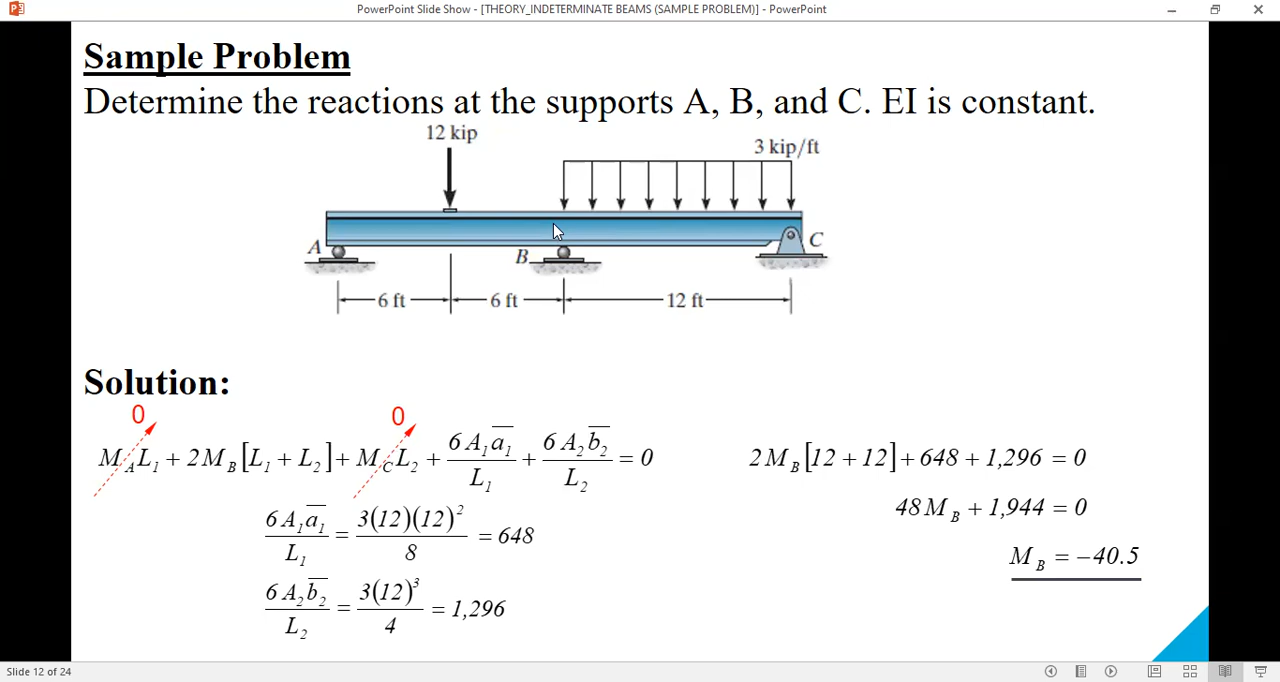 PowerPoint Slide Show - [THEORY_INDETERMINATE BEAMS (SAMPLE PROBLEM)] - PowerPoint
Sample Problem
Determine the reactions at the supports A, B, and C. EI is constant.
12 kip
3 kip/ft
A
B
C
6 ft
6 ft
12 ft
Solution:
0
0
M_A L_1 + 2M_B[L_1 + L_2] + M_C L_2 + 6A_1a̅_1/L_1 + 6A_2b̅_2/L_2 = 0
6A_1a̅_1/L_1 = 3(12)(12)²/8 = 648
6A_2b̅_2/L_2 = 3(12)³/4 = 1,296
2M_B[12 + 12] + 648 + 1,296 = 0
48M_B + 1,944 = 0
M_B = −40.5
Slide 12 of 24